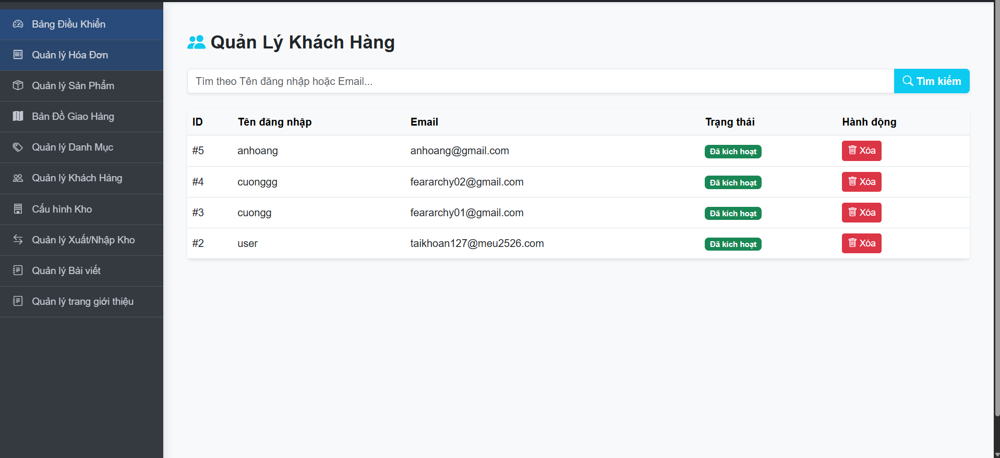 Bảng Điều Khiển
Quản lý Hóa Đơn
Quản lý Sản Phẩm
Bản Đồ Giao Hàng
Quản lý Danh Mục
Quản lý Khách Hàng
Cấu hình Kho
Quản lý Xuất/Nhập Kho
Quản lý Bài viết
Quản lý trang giới thiệu
Quản Lý Khách Hàng
Tìm theo Tên đăng nhập hoặc Email... Tìm kiếm
ID Tên đăng nhập Email Trạng thái Hành động
#5 anhoang anhoang@gmail.com Đã kích hoạt Xóa
#4 cuonggg feararchy02@gmail.com Đã kích hoạt Xóa
#3 cuongg feararchy01@gmail.com Đã kích hoạt Xóa
#2 user taikhoan127@meu2526.com Đã kích hoạt Xóa